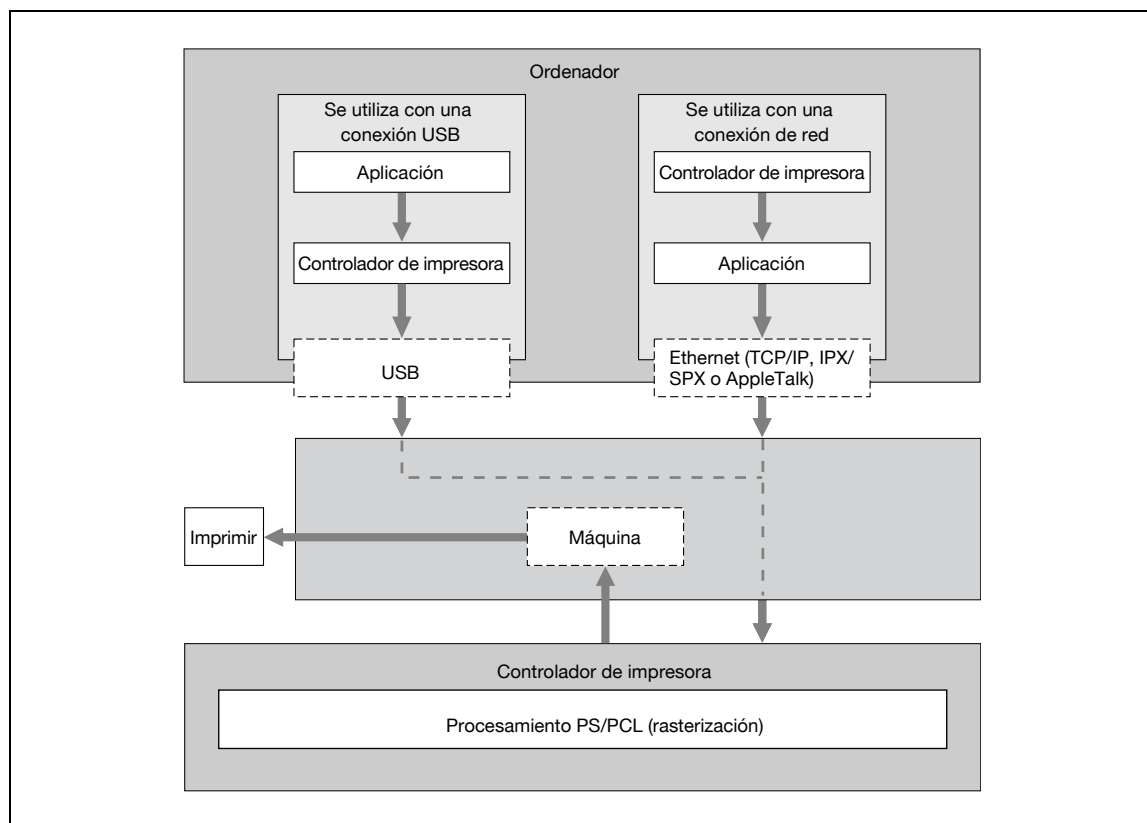 Ordenador
Se utiliza con una
conexión USB
Aplicación
Controlador de impresora
USB
Se utiliza con una
conexión de red
Controlador de impresora
Aplicación
Ethernet (TCP/IP, IPX/
SPX o AppleTalk)
Imprimir
Máquina
Controlador de impresora
Procesamiento PS/PCL (rasterización)